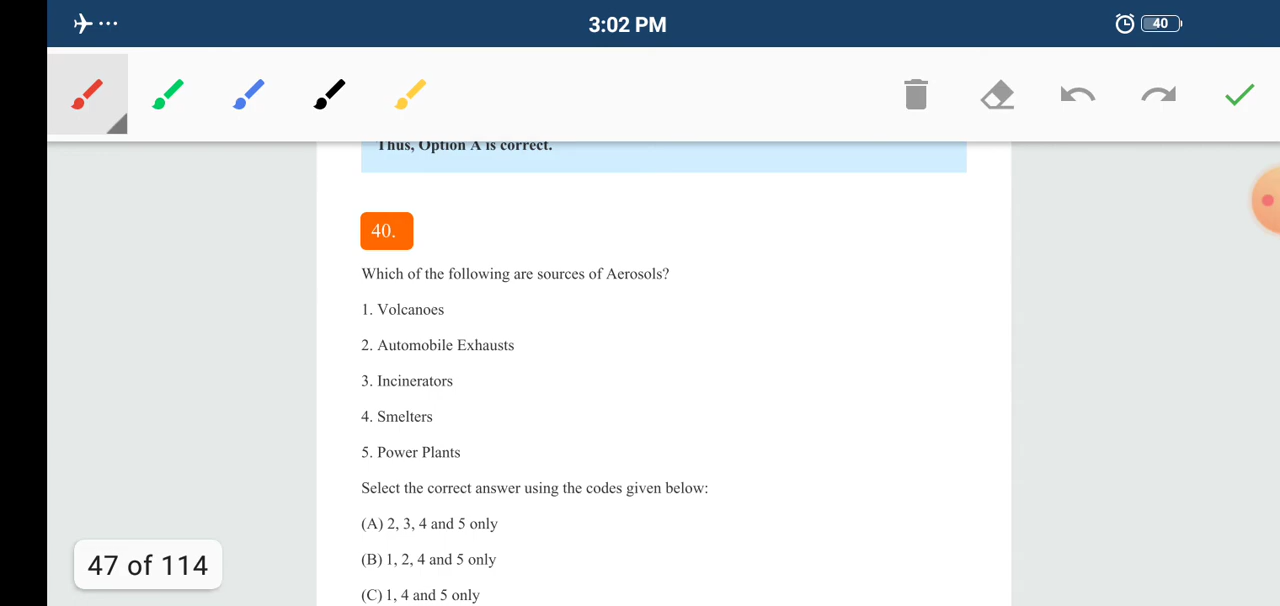 3:02 PM
40
Thus, Option A is correct.
40.
Which of the following are sources of Aerosols?
1. Volcanoes
2. Automobile Exhausts
3. Incinerators
4. Smelters
5. Power Plants
Select the correct answer using the codes given below:
(A) 2, 3, 4 and 5 only
(B) 1, 2, 4 and 5 only
(C) 1, 4 and 5 only
47 of 114